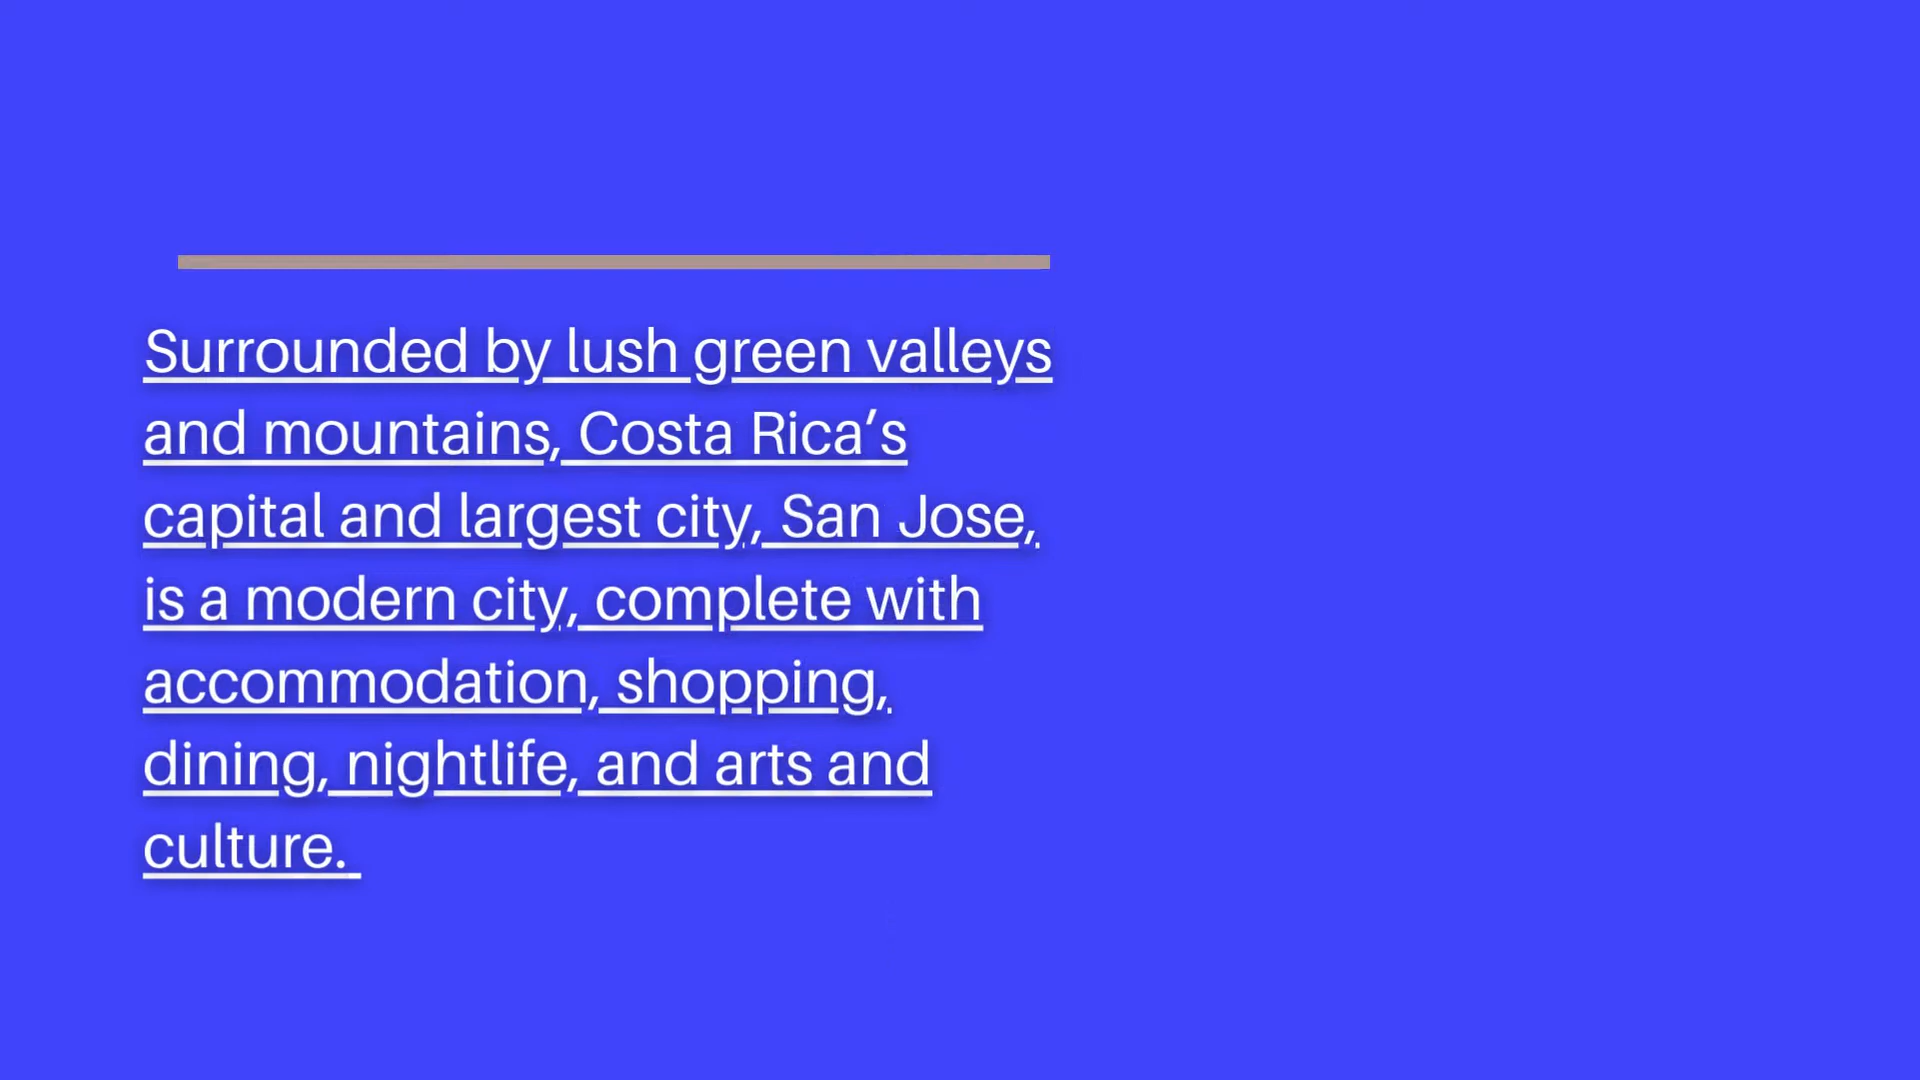 Surrounded by lush green valleys
and mountains, Costa Rica’s
capital and largest city, San Jose,
is a modern city, complete with
accommodation, shopping,
dining, nightlife, and arts and
culture.